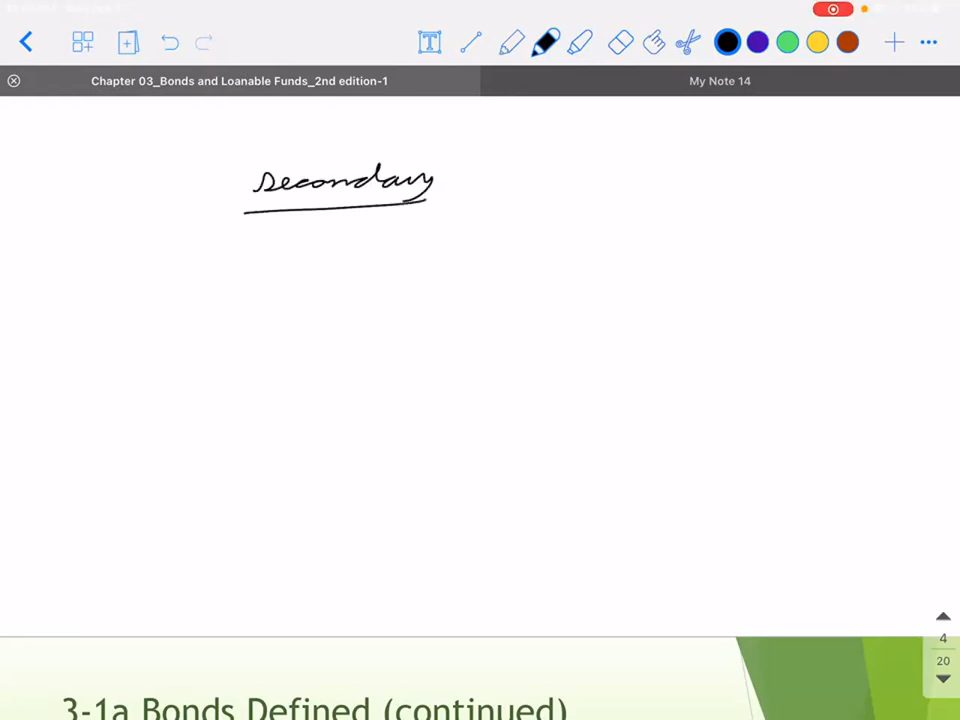 Chapter 03_Bonds and Loanable Funds_2nd edition-1
My Note 14
secondary
4
20
3-1a Bonds Defined (continued)